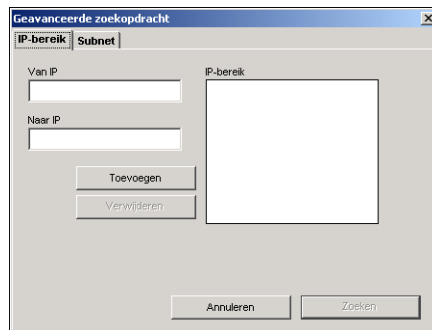 Geavanceerde zoekopdracht
IP-bereik Subnet
Van IP
IP-bereik
Naar IP
Toevoegen
Verwijderen
Annuleren Zoeken